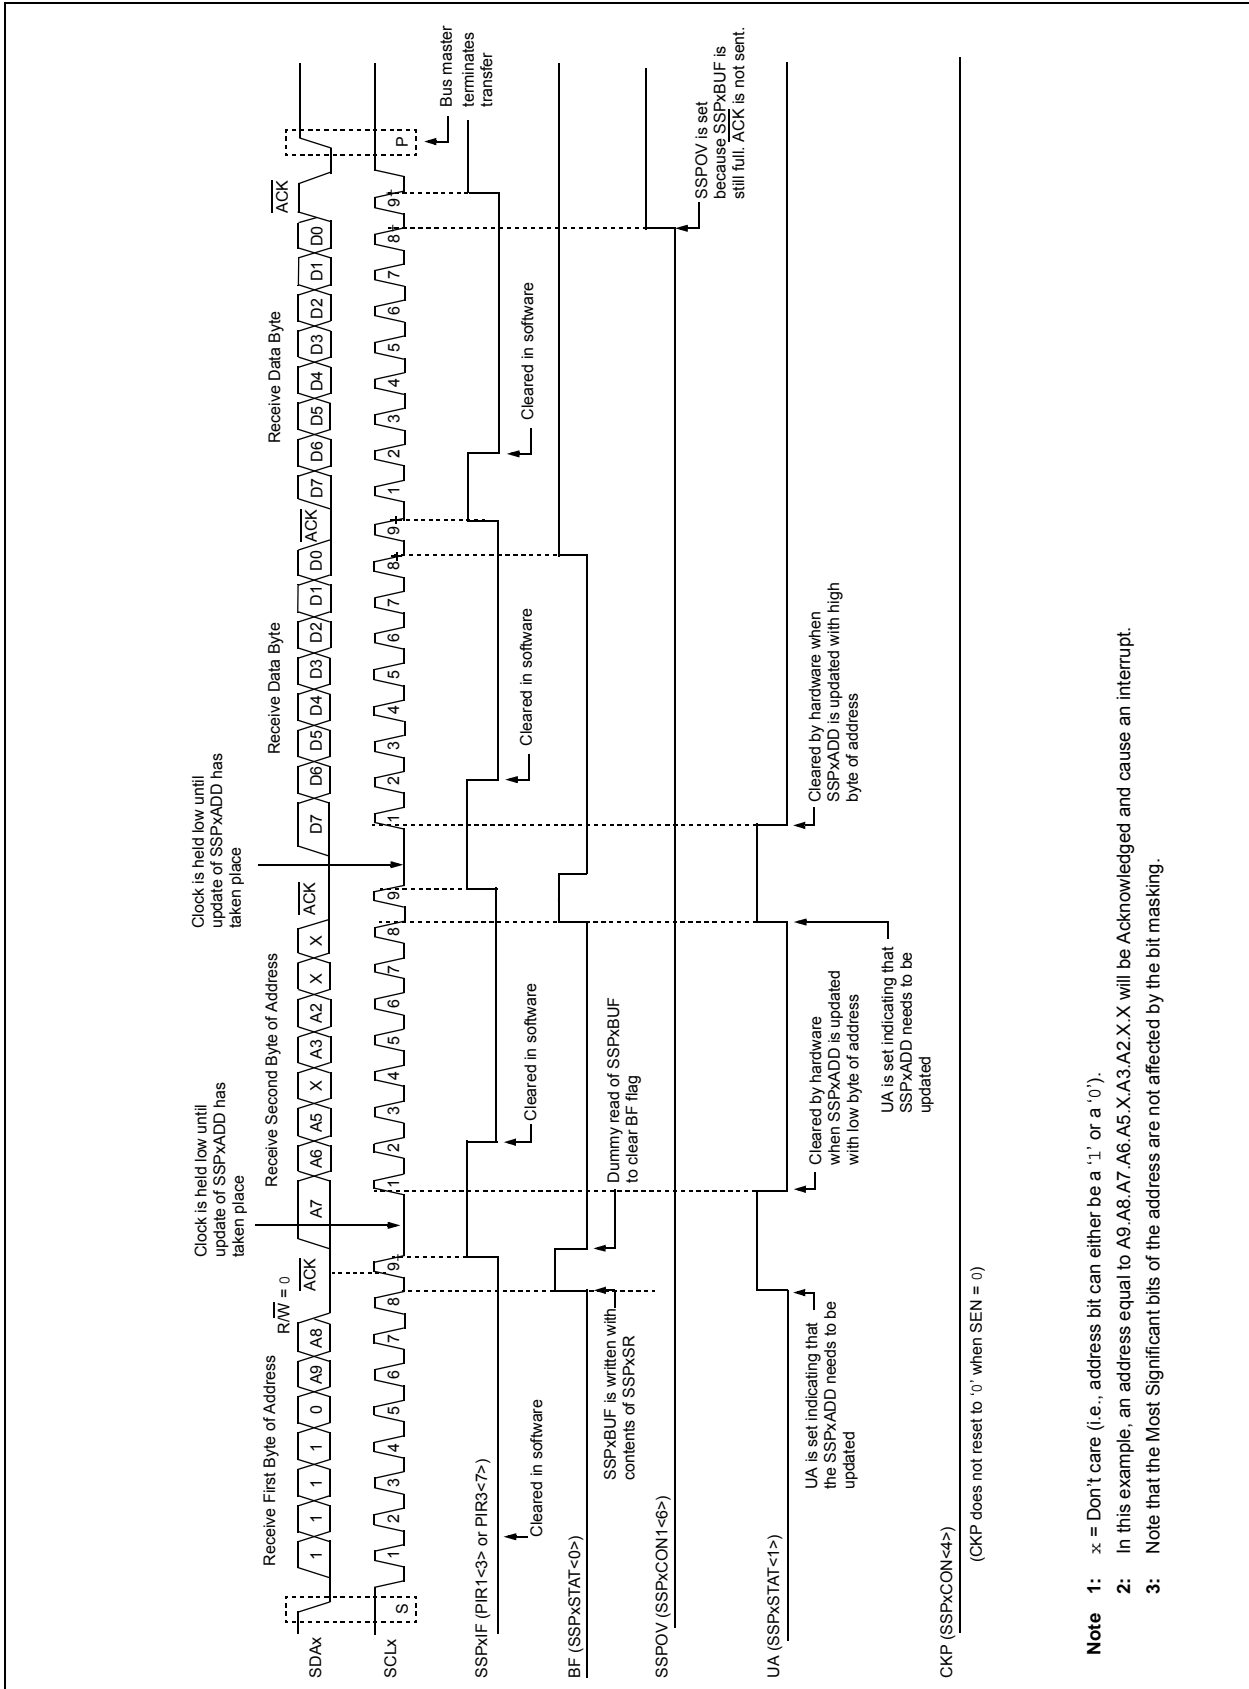 Clock is held low until
update of SSPxADD has
taken place
Clock is held low until
update of SSPxADD has
taken place
Receive First Byte of Address
R/W = 0
ACK
Receive Second Byte of Address
ACK
Receive Data Byte
ACK
Receive Data Byte
ACK
SDAx
1 1 1 1 0 A9 A8
A7 A6 A5 X A3 A2 X X
D7 D6 D5 D4 D3 D2 D1 D0
D7 D6 D5 D4 D3 D2 D1 D0
SCLx
S
1 2 3 4 5 6 7 8 9
1 2 3 4 5 6 7 8 9
1 2 3 4 5 6 7 8 9
1 2 3 4 5 6 7 8 9
P
Bus master
terminates
transfer
SSPxIF (PIR1<3> or PIR3<7>)
Cleared in software
Cleared in software
Cleared in software
Cleared in software
BF (SSPxSTAT<0>)
SSPxBUF is written with
contents of SSPxSR
Dummy read of SSPxBUF
to clear BF flag
SSPOV (SSPxCON1<6>)
SSPOV is set
because SSPxBUF is
still full. ACK is not sent.
UA (SSPxSTAT<1>)
UA is set indicating that
the SSPxADD needs to be
updated
Cleared by hardware
when SSPxADD is updated
with low byte of address
UA is set indicating that
SSPxADD needs to be
updated
Cleared by hardware when
SSPxADD is updated with high
byte of address
CKP (SSPxCON<4>)
(CKP does not reset to ‘0’ when SEN = 0)
Note 1: x = Don’t care (i.e., address bit can either be a ‘1’ or a ‘0’).
2: In this example, an address equal to A9.A8.A7.A6.A5.X.A3.A2.X.X will be Acknowledged and cause an interrupt.
3: Note that the Most Significant bits of the address are not affected by the bit masking.